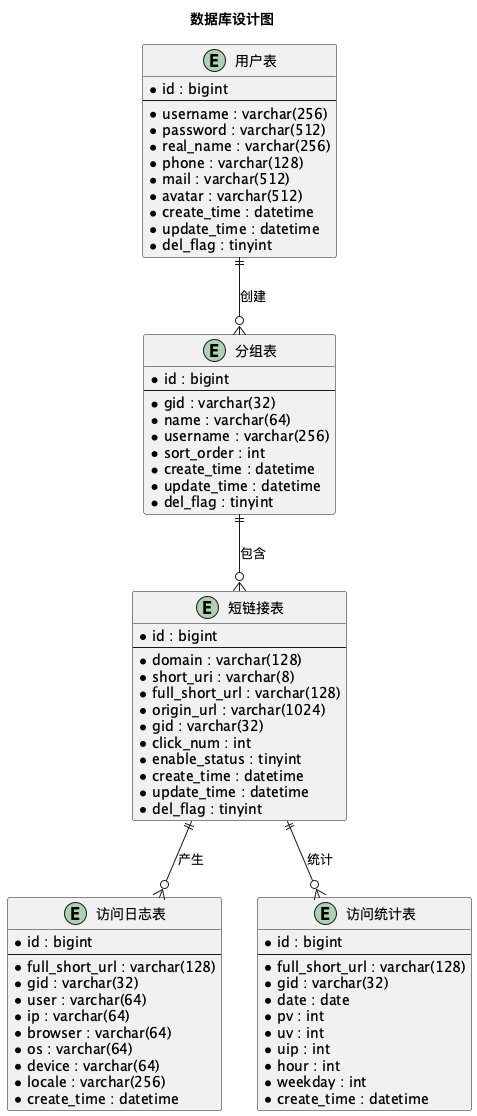 数据库设计图
E 用户表
id : bigint
username : varchar(256)
password : varchar(512)
real_name : varchar(256)
phone : varchar(128)
mail : varchar(512)
avatar : varchar(512)
create_time : datetime
update_time : datetime
del_flag : tinyint
创建
E 分组表
id : bigint
gid : varchar(32)
name : varchar(64)
username : varchar(256)
sort_order : int
create_time : datetime
update_time : datetime
del_flag : tinyint
包含
E 短链接表
id : bigint
domain : varchar(128)
short_uri : varchar(8)
full_short_url : varchar(128)
origin_url : varchar(1024)
gid : varchar(32)
click_num : int
enable_status : tinyint
create_time : datetime
update_time : datetime
del_flag : tinyint
产生
统计
E 访问日志表
id : bigint
full_short_url : varchar(128)
gid : varchar(32)
user : varchar(64)
ip : varchar(64)
browser : varchar(64)
os : varchar(64)
device : varchar(64)
locale : varchar(256)
create_time : datetime
E 访问统计表
id : bigint
full_short_url : varchar(128)
gid : varchar(32)
date : date
pv : int
uv : int
uip : int
hour : int
weekday : int
create_time : datetime